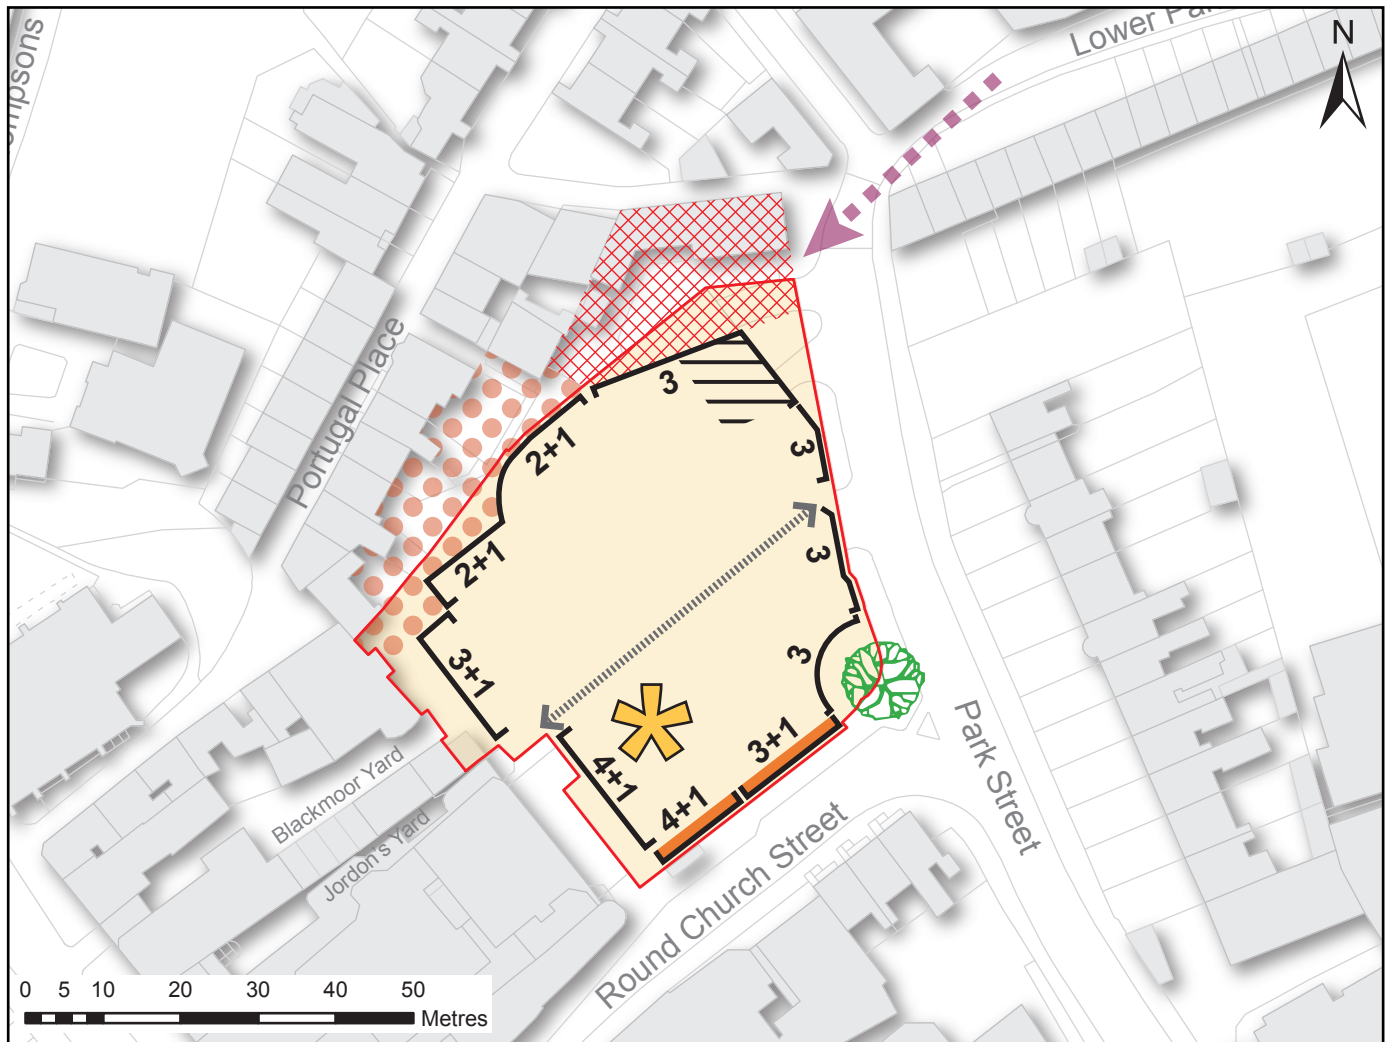 Lower Pa
N
mpsons
Portugal Place
3
3
2+1
2+1
3
3+1
3
4+1
3+1
4+1
Park Street
Blackmoor Yard
Jordon's Yard
Round Church Street
0 5 10 20 30 40 50
Metres